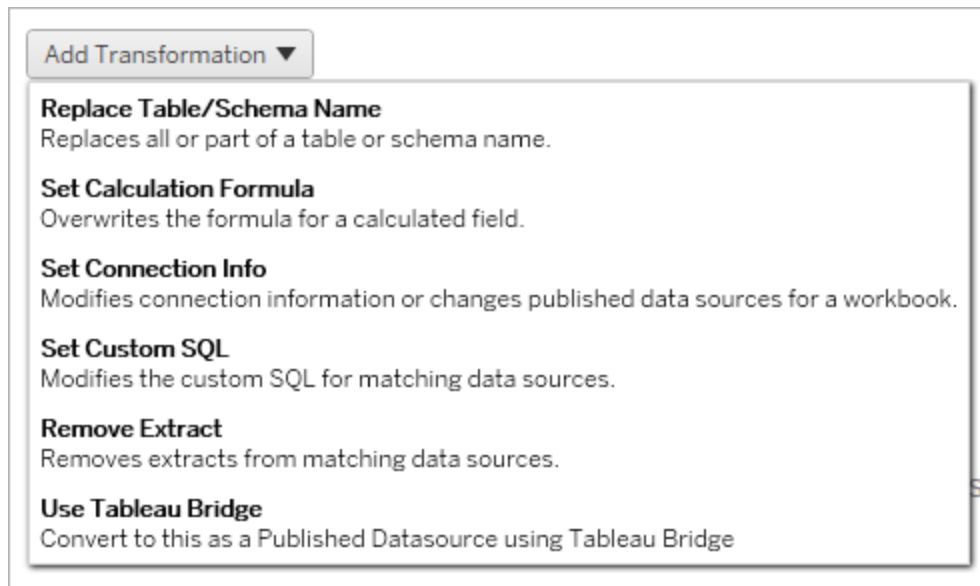 Add Transformation ▼
Replace Table/Schema Name
Replaces all or part of a table or schema name.
Set Calculation Formula
Overwrites the formula for a calculated field.
Set Connection Info
Modifies connection information or changes published data sources for a workbook.
Set Custom SQL
Modifies the custom SQL for matching data sources.
Remove Extract
Removes extracts from matching data sources.
Use Tableau Bridge
Convert to this as a Published Datasource using Tableau Bridge